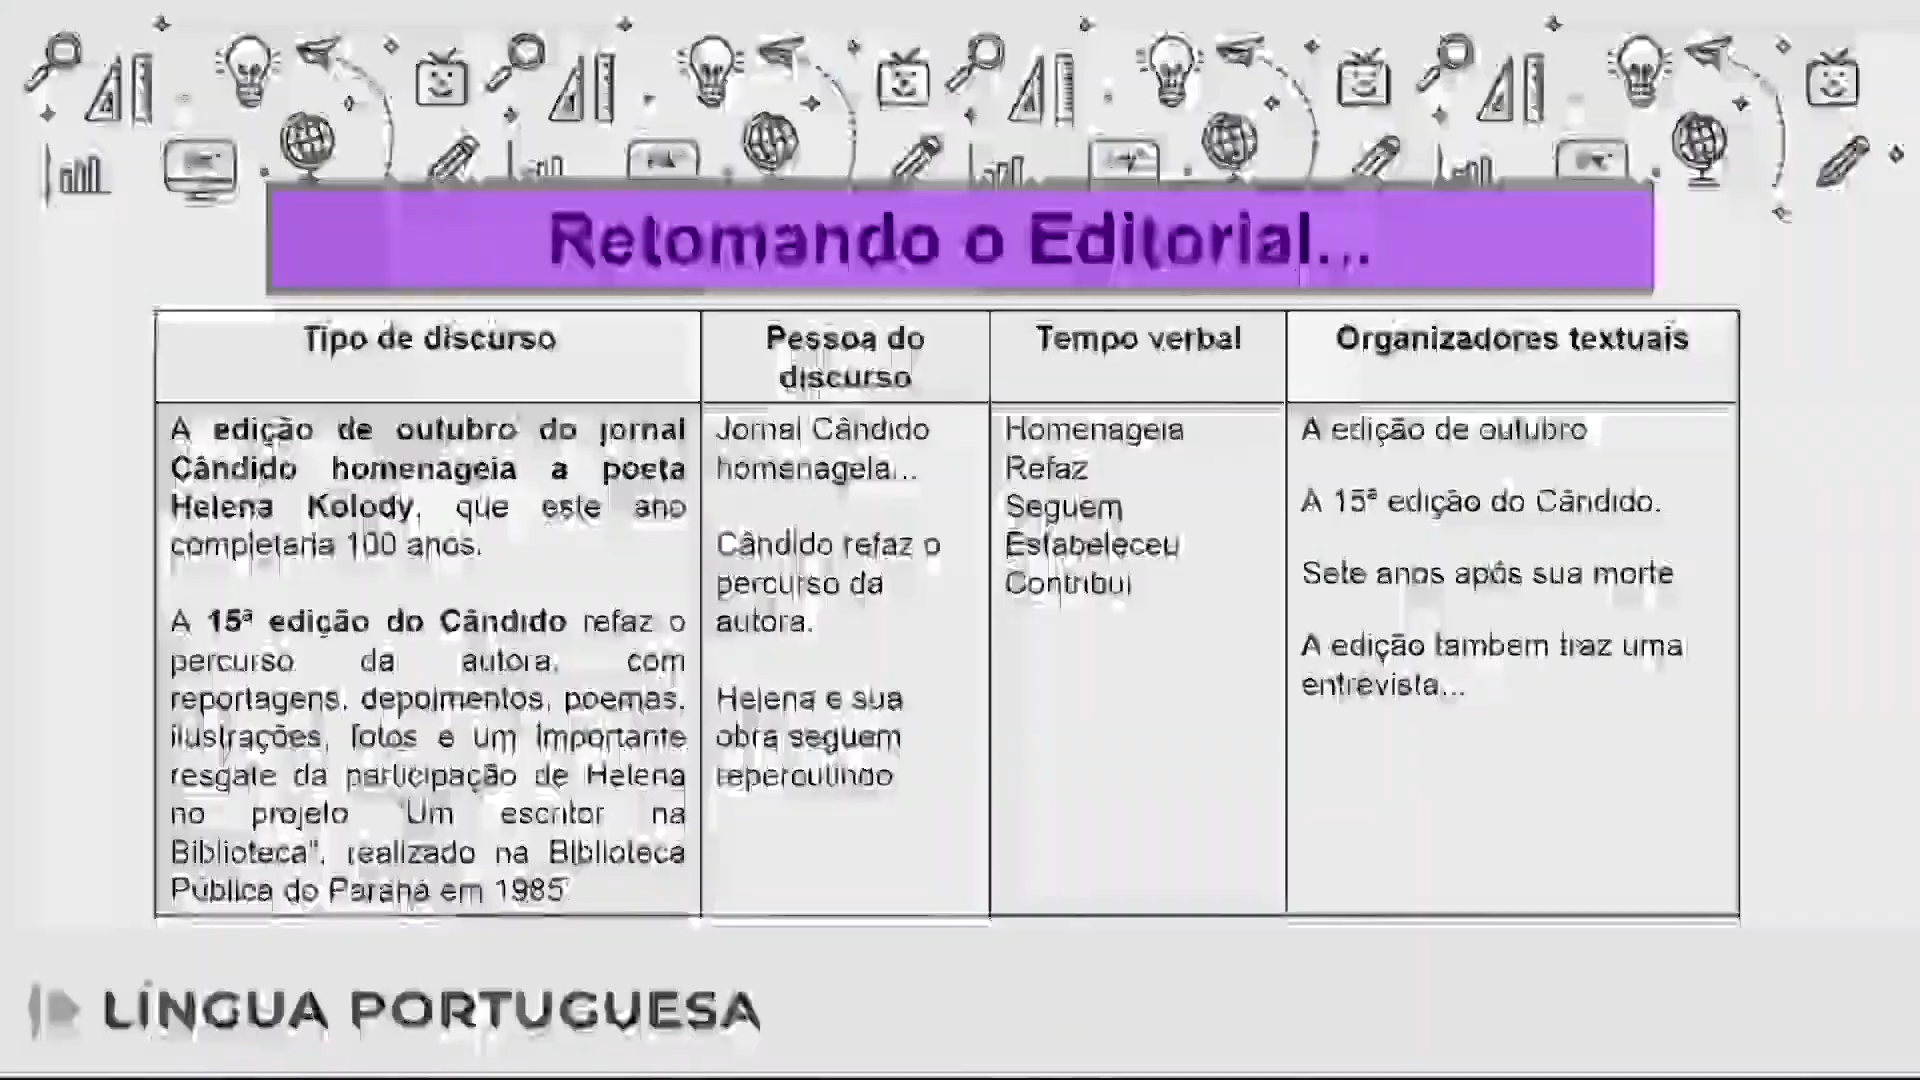 Retomando o Editorial...
Tipo de discurso
Pessoa do
discurso
Tempo verbal
Organizadores textuais
A edição de outubro do jornal
Cândido homenageia a poeta
Helena Kolody, que este ano
completaria 100 anos.
A 15ª edição do Cândido refaz o
percurso da autora, com
reportagens, depoimentos, poemas,
ilustrações, fotos e um importante
resgate da participação de Helena
no projeto "Um escritor na
Biblioteca", realizado na Biblioteca
Pública do Paraná em 1985
Jornal Cândido
homenageia...
Cândido refaz o
percurso da
autora.
Helena e sua
obra seguem
repercutindo
Homenageia
Refaz
Seguem
Estabeleceu
Contribui
A edição de outubro
A 15ª edição do Cândido.
Sete anos após sua morte
A edição também traz uma
entrevista...
LÍNGUA PORTUGUESA